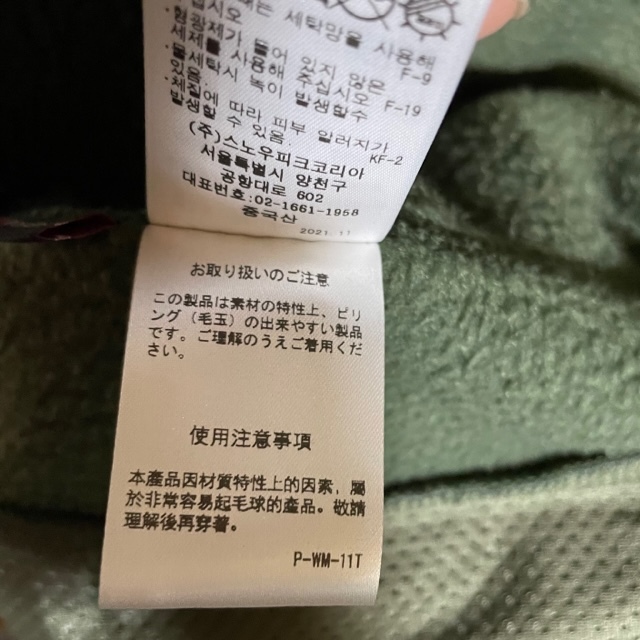 십시오
때는 세탁망을 사용해
형광제가 들어 있지 않은
세제를 사용해 주십시오 F-9
물세탁시 녹이 발생할수
있음. F-19
체질에 따라 피부 알러지가
발생할수 있음. KF-2
(주)스노우피크코리아
서울특별시 양천구
공항대로 602
대표번호:02-1661-1958
중국산
2021.11
お取り扱いのご注意
この製品は素材の特性上、ピリ
ング（毛玉）の出来やすい製品
です。ご理解のうえご着用くだ
さい。
使用注意事項
本產品因材質特性上的因素，屬
於非常容易起毛球的產品。敬請
理解後再穿著。
P-WM-11T